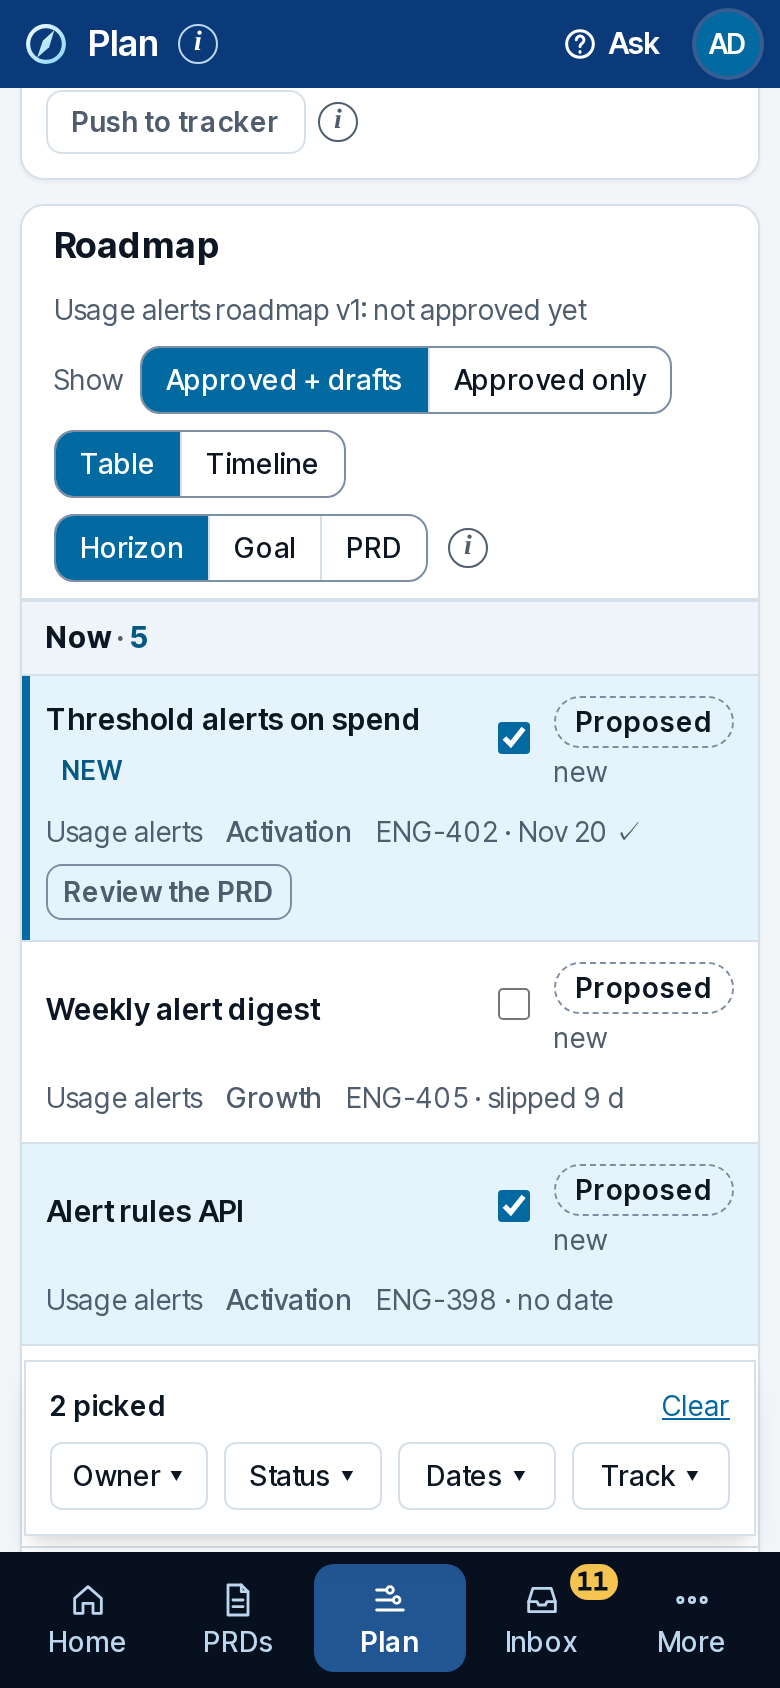 Plan i Ask AD
Push to tracker i
Roadmap
Usage alerts roadmap v1: not approved yet
Show Approved + drafts Approved only
Table Timeline
Horizon Goal PRD i
Now · 5
Threshold alerts on spend Proposed
NEW new
Usage alerts Activation ENG-402 · Nov 20 ✓
Review the PRD
Weekly alert digest Proposed
new
Usage alerts Growth ENG-405 · slipped 9 d
Alert rules API Proposed
new
Usage alerts Activation ENG-398 · no date
2 picked Clear
Owner ▼ Status ▼ Dates ▼ Track ▼
11
Home PRDs Plan Inbox More